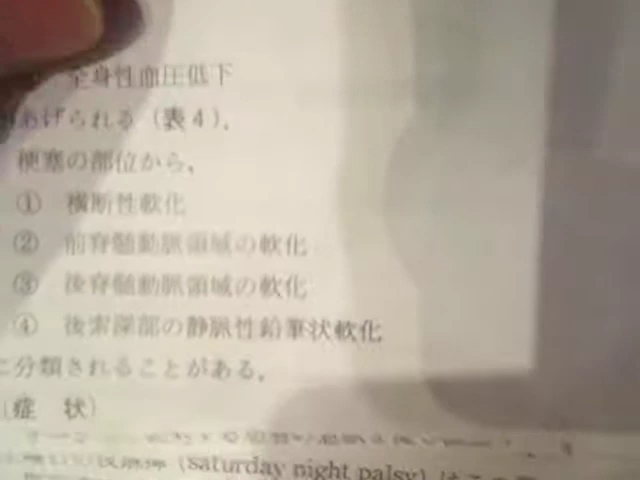 全身性血圧低下
あげられる（表4）.
梗塞の部位から,
① 横断性軟化
② 前脊髄動脈領域の軟化
③ 後脊髄動脈領域の軟化
④ 後索深部の静脈性鉛筆状軟化
に分類されることがある.
（症 状）
(saturday night palsy) はこの